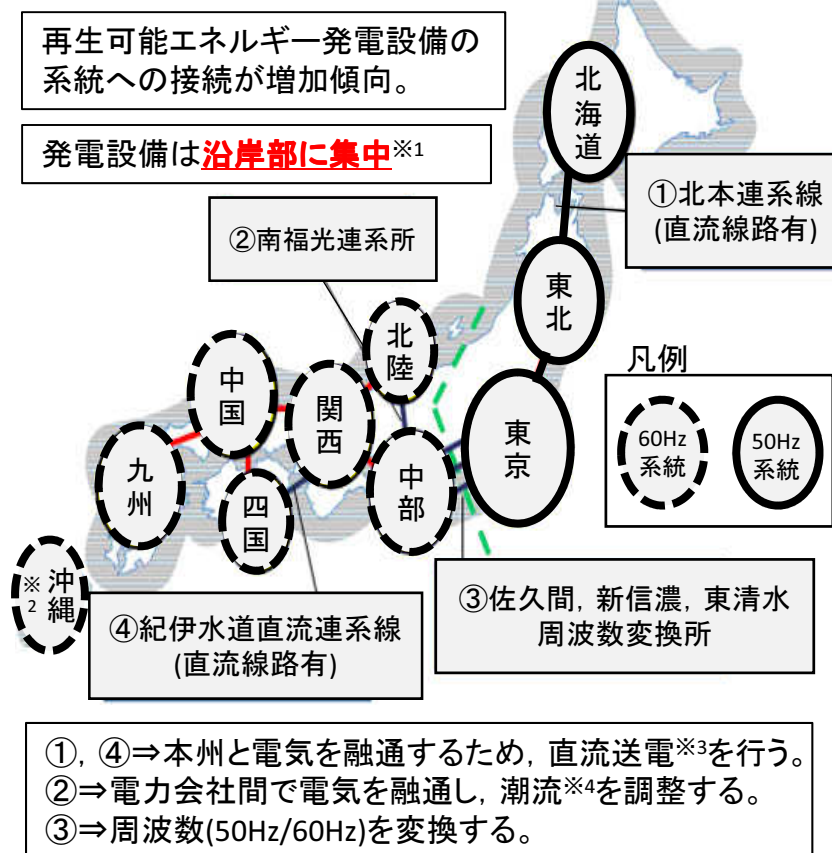 再生可能エネルギー発電設備の
系統への接続が増加傾向。
発電設備は沿岸部に集中※1
北海道
①北本連系線
(直流線路有)
②南福光連系所
東北
北陸
中国
関西
凡例
東京
60Hz
系統
50Hz
系統
九州
中部
四国
※2 沖縄
③佐久間, 新信濃, 東清水
周波数変換所
④紀伊水道直流連系線
(直流線路有)
①, ④⇒本州と電気を融通するため, 直流送電※3を行う。
②⇒電力会社間で電気を融通し, 潮流※4を調整する。
③⇒周波数(50Hz/60Hz)を変換する。